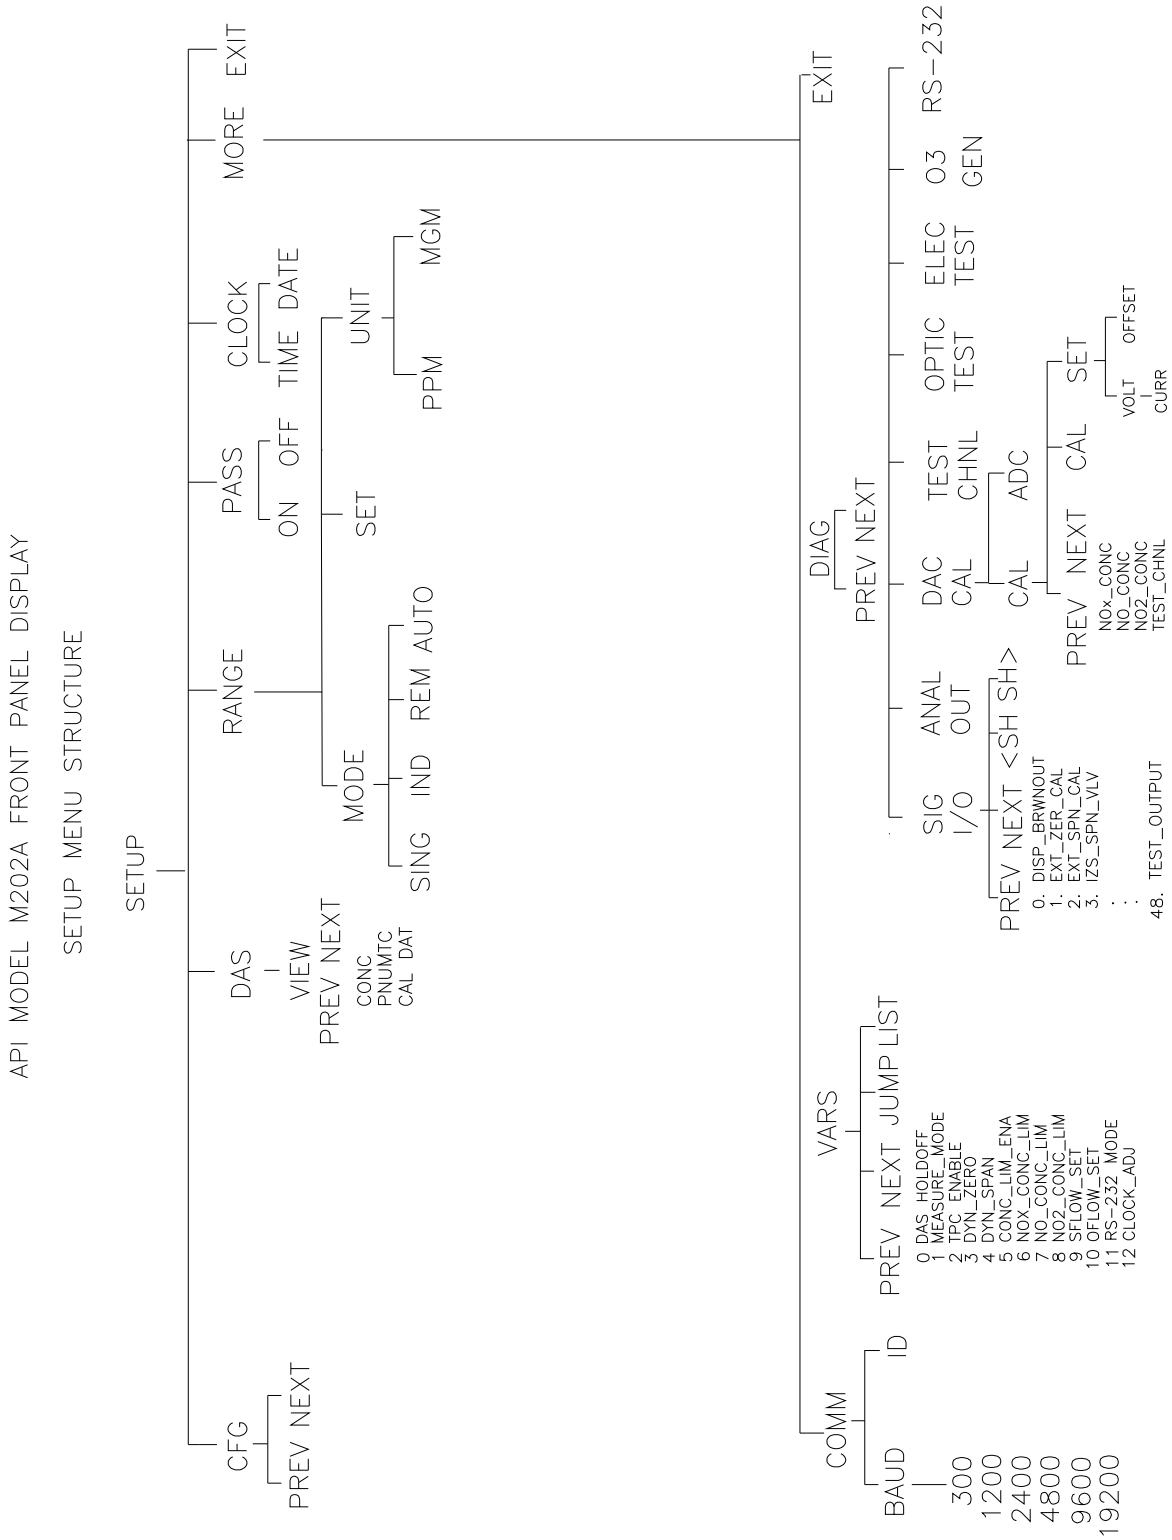 API MODEL M202A FRONT PANEL DISPLAY
SETUP MENU STRUCTURE
SETUP
CFG
PREV NEXT
DAS
VIEW
PREV NEXT
CONC
PNUMTC
CAL DAT
RANGE
MODE
SING IND REM AUTO
SET
UNIT
PPM MGM
PASS
ON OFF
CLOCK
TIME DATE
MORE
EXIT
COMM
BAUD
300
1200
2400
4800
9600
19200
ID
VARS
PREV NEXT JUMP LIST
0 DAS HOLDOFF
1 MEASURE_MODE
2 TPC ENABLE
3 DYN_ZERO
4 DYN_SPAN
5 CONC_LIM_ENA
6 NOX_CONC_LIM
7 NO_CONC_LIM
8 NO2_CONC_LIM
9 SFLOW_SET
10 OFLOW_SET
11 RS-232 MODE
12 CLOCK_ADJ
DIAG
PREV NEXT
SIG
I/O
PREV NEXT <SH SH>
0. DISP_BRWNOUT
1. EXT_ZER_CAL
2. EXT_SPN_CAL
3. IZS_SPN_VLV
: :
48. TEST_OUTPUT
ANAL
OUT
DAC
CAL
CAL ADC
PREV NEXT CAL SET
NOx_CONC
NO_CONC
NO2_CONC
TEST_CHNL
VOLT OFFSET
CURR
TEST
CHNL
OPTIC
TEST
ELEC
TEST
O3
GEN
RS-232
EXIT